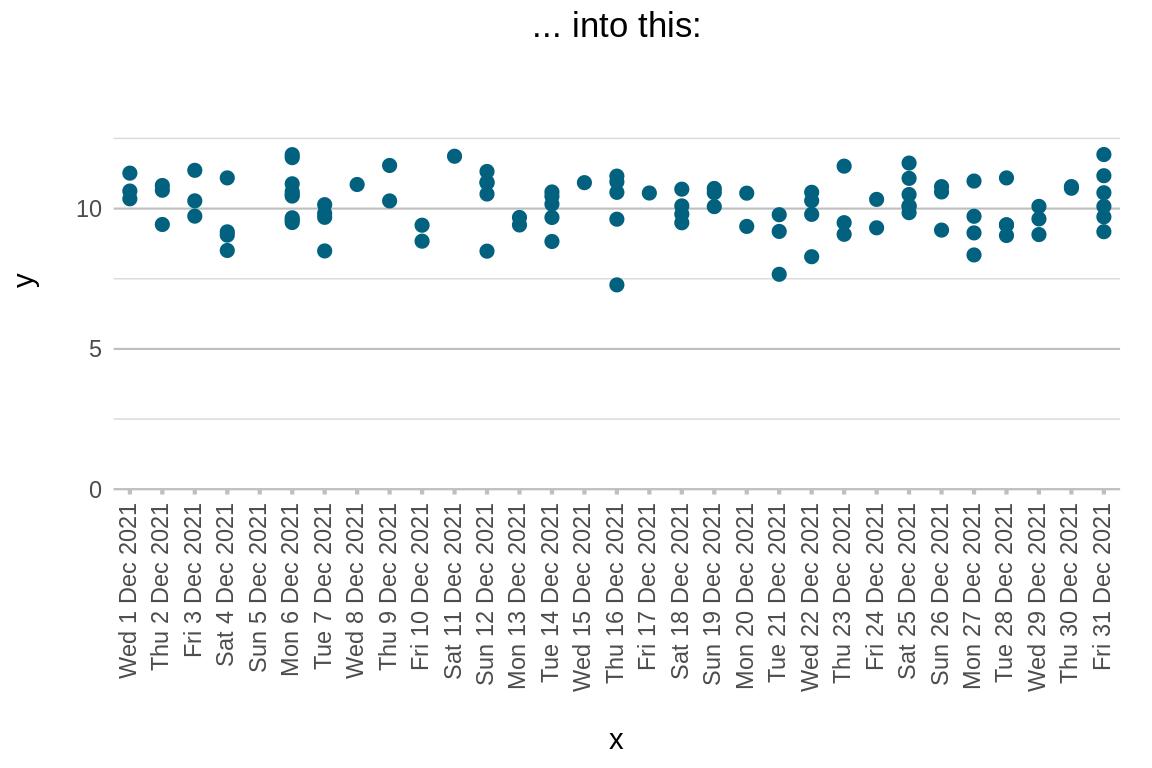 ... into this:
y
10
5
0
Wed 1 Dec 2021
Thu 2 Dec 2021
Fri 3 Dec 2021
Sat 4 Dec 2021
Sun 5 Dec 2021
Mon 6 Dec 2021
Tue 7 Dec 2021
Wed 8 Dec 2021
Thu 9 Dec 2021
Fri 10 Dec 2021
Sat 11 Dec 2021
Sun 12 Dec 2021
Mon 13 Dec 2021
Tue 14 Dec 2021
Wed 15 Dec 2021
Thu 16 Dec 2021
Fri 17 Dec 2021
Sat 18 Dec 2021
Sun 19 Dec 2021
Mon 20 Dec 2021
Tue 21 Dec 2021
Wed 22 Dec 2021
Thu 23 Dec 2021
Fri 24 Dec 2021
Sat 25 Dec 2021
Sun 26 Dec 2021
Mon 27 Dec 2021
Tue 28 Dec 2021
Wed 29 Dec 2021
Thu 30 Dec 2021
Fri 31 Dec 2021
x